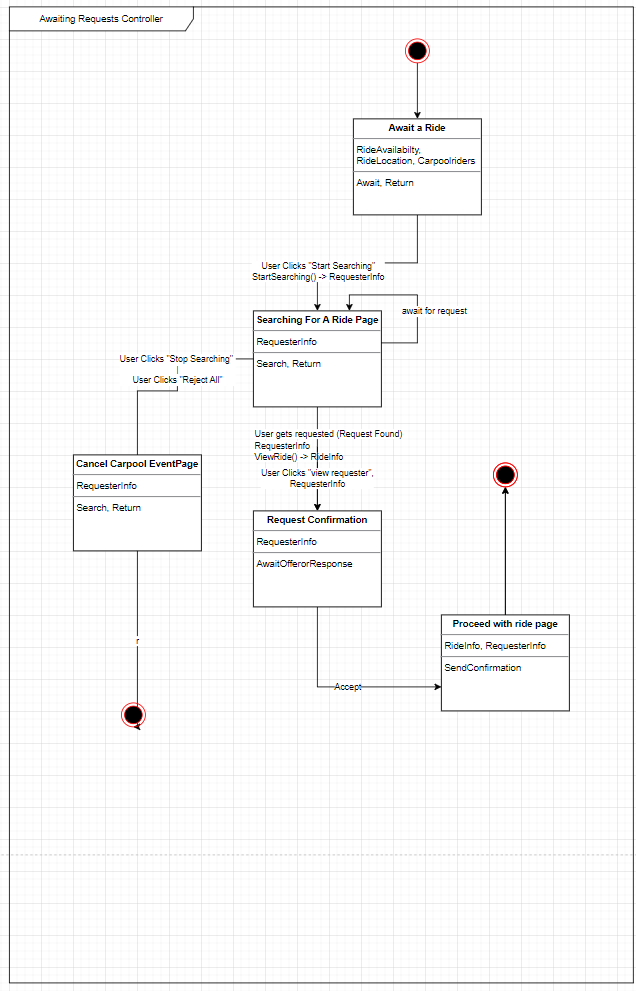 Awaiting Requests Controller
Await a Ride
RideAvailabilty,
RideLocation, Carpoolriders
Await, Return
User Clicks "Start Searching"
StartSearching() -> RequesterInfo
await for request
Searching For A Ride Page
RequesterInfo
Search, Return
User Clicks "Stop Searching"
User Clicks "Reject All"
User gets requested (Request Found)
RequesterInfo
ViewRide() -> RideInfo
User Clicks "view requester",
RequesterInfo
Cancel Carpool EventPage
RequesterInfo
Search, Return
Request Confirmation
RequesterInfo
AwaitOfferorResponse
Proceed with ride page
RideInfo, RequesterInfo
SendConfirmation
r
Accept